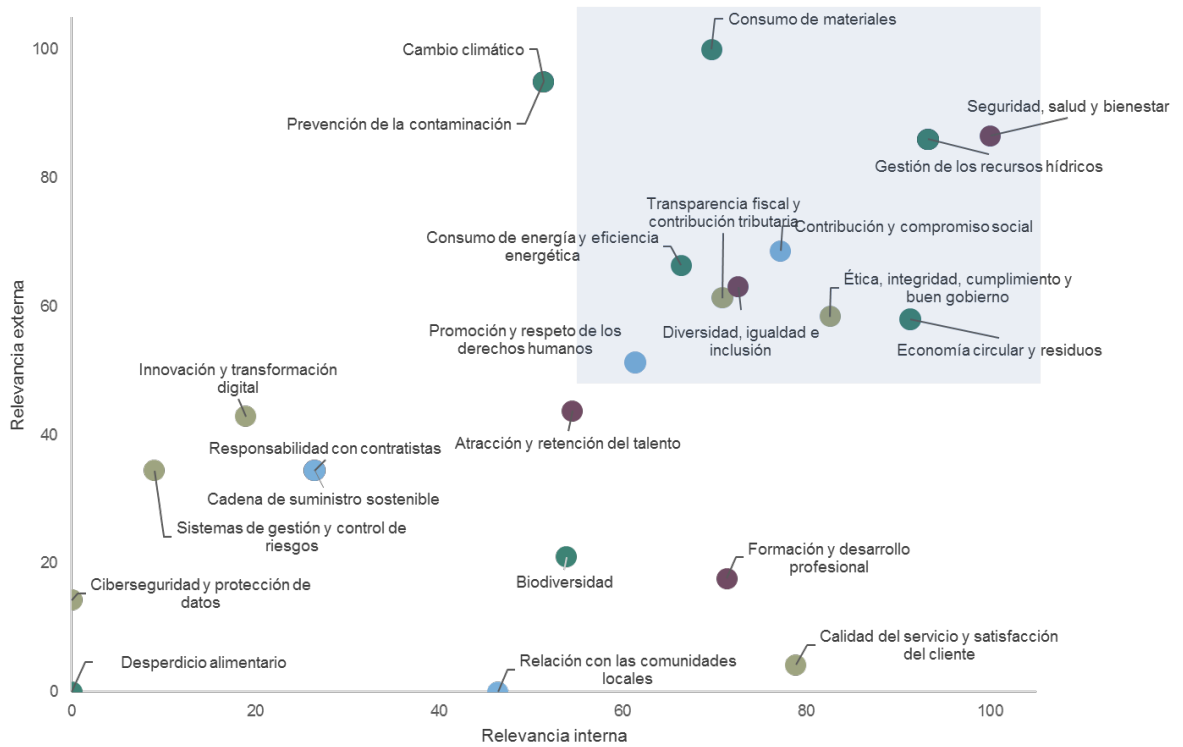 Consumo de materiales
100
Cambio climático
Seguridad, salud y bienestar
Prevención de la contaminación
Gestión de los recursos hídricos
80
Transparencia fiscal y
contribución tributaria
Contribución y compromiso social
Consumo de energía y eficiencia
energética
Ética, integridad, cumplimiento y
buen gobierno
60
Promoción y respeto de los
derechos humanos
Diversidad, igualdad e
inclusión
Economía circular y residuos
Relevancia externa
Innovación y transformación
digital
40
Atracción y retención del talento
Responsabilidad con contratistas
Cadena de suministro sostenible
Sistemas de gestión y control de
riesgos
20
Formación y desarrollo
profesional
Biodiversidad
Ciberseguridad y protección de
datos
Calidad del servicio y satisfacción
del cliente
Desperdicio alimentario
Relación con las comunidades
locales
0
0
20
40
60
80
100
Relevancia interna